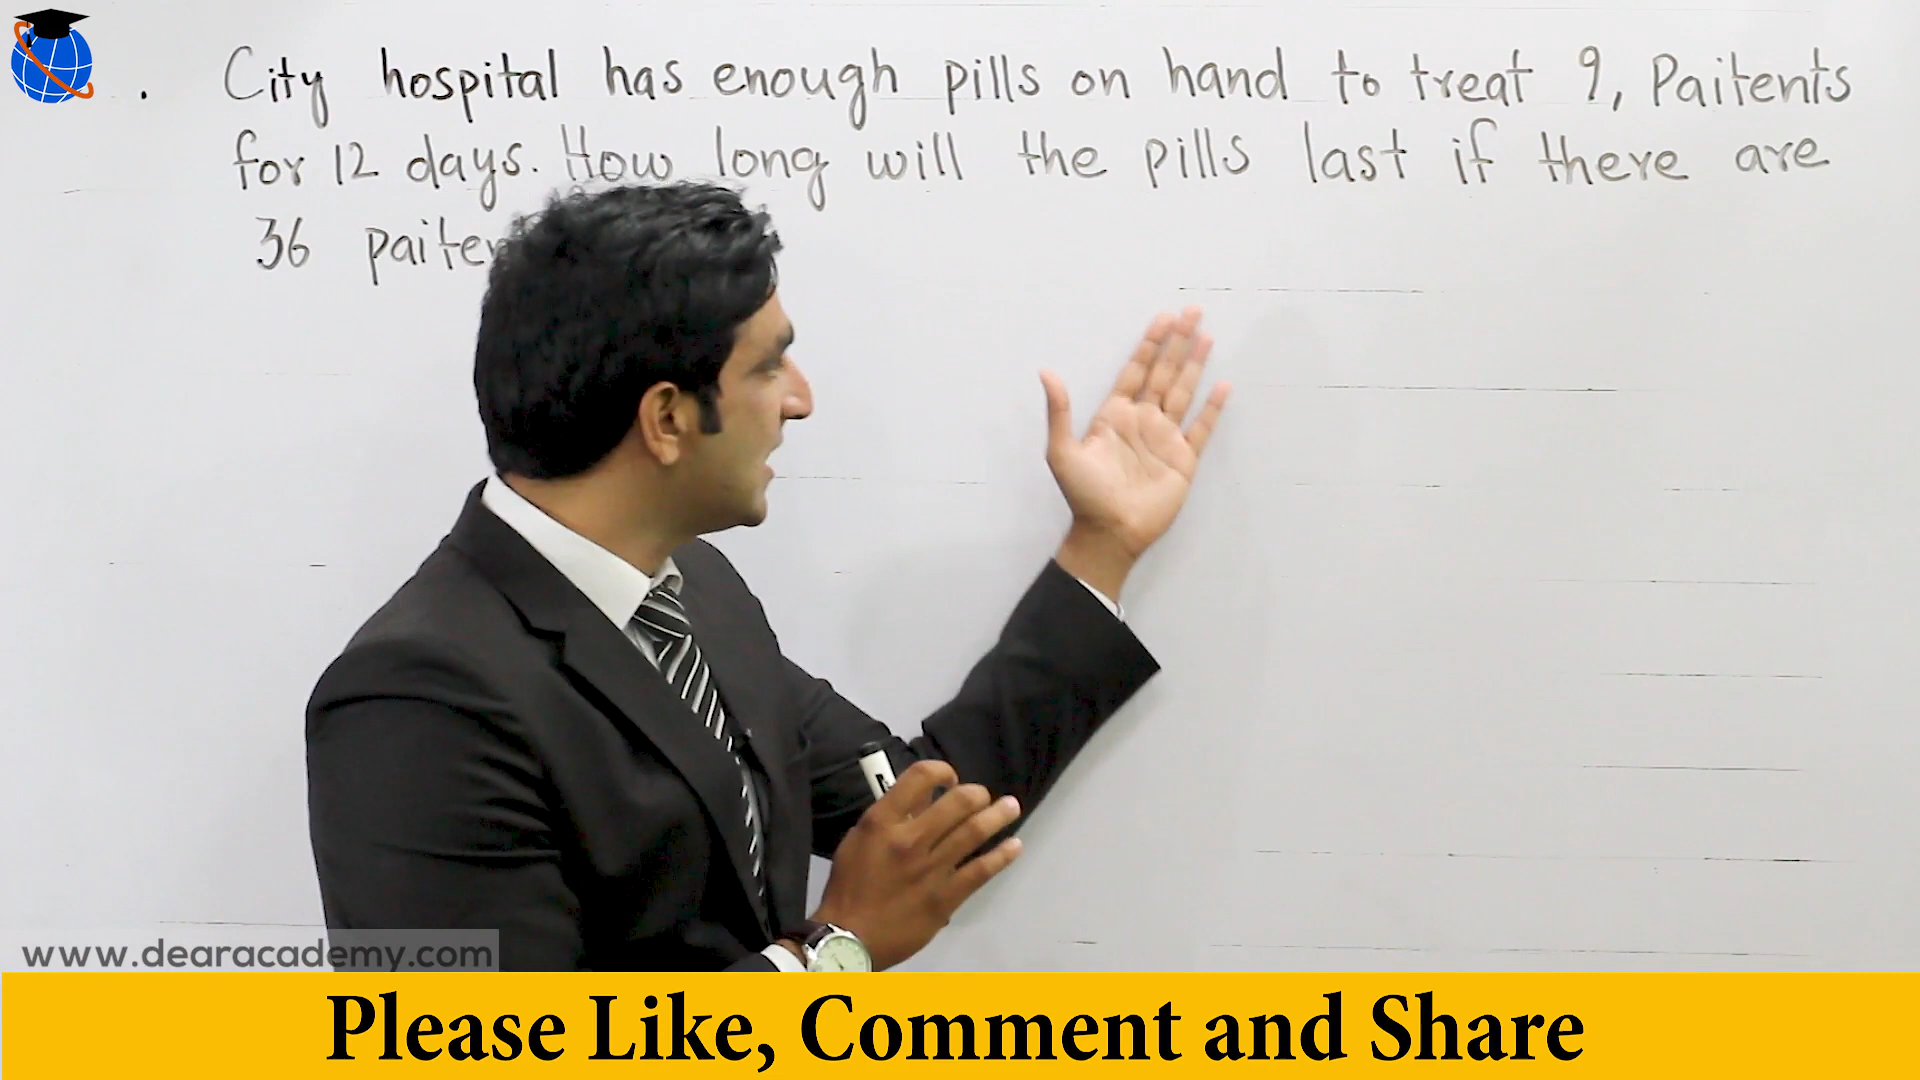 . City hospital has enough pills on hand to treat 9, Paitents
for 12 days. How long will the pills last if there are
36
www.dearacademy.com
Please Like, Comment and Share